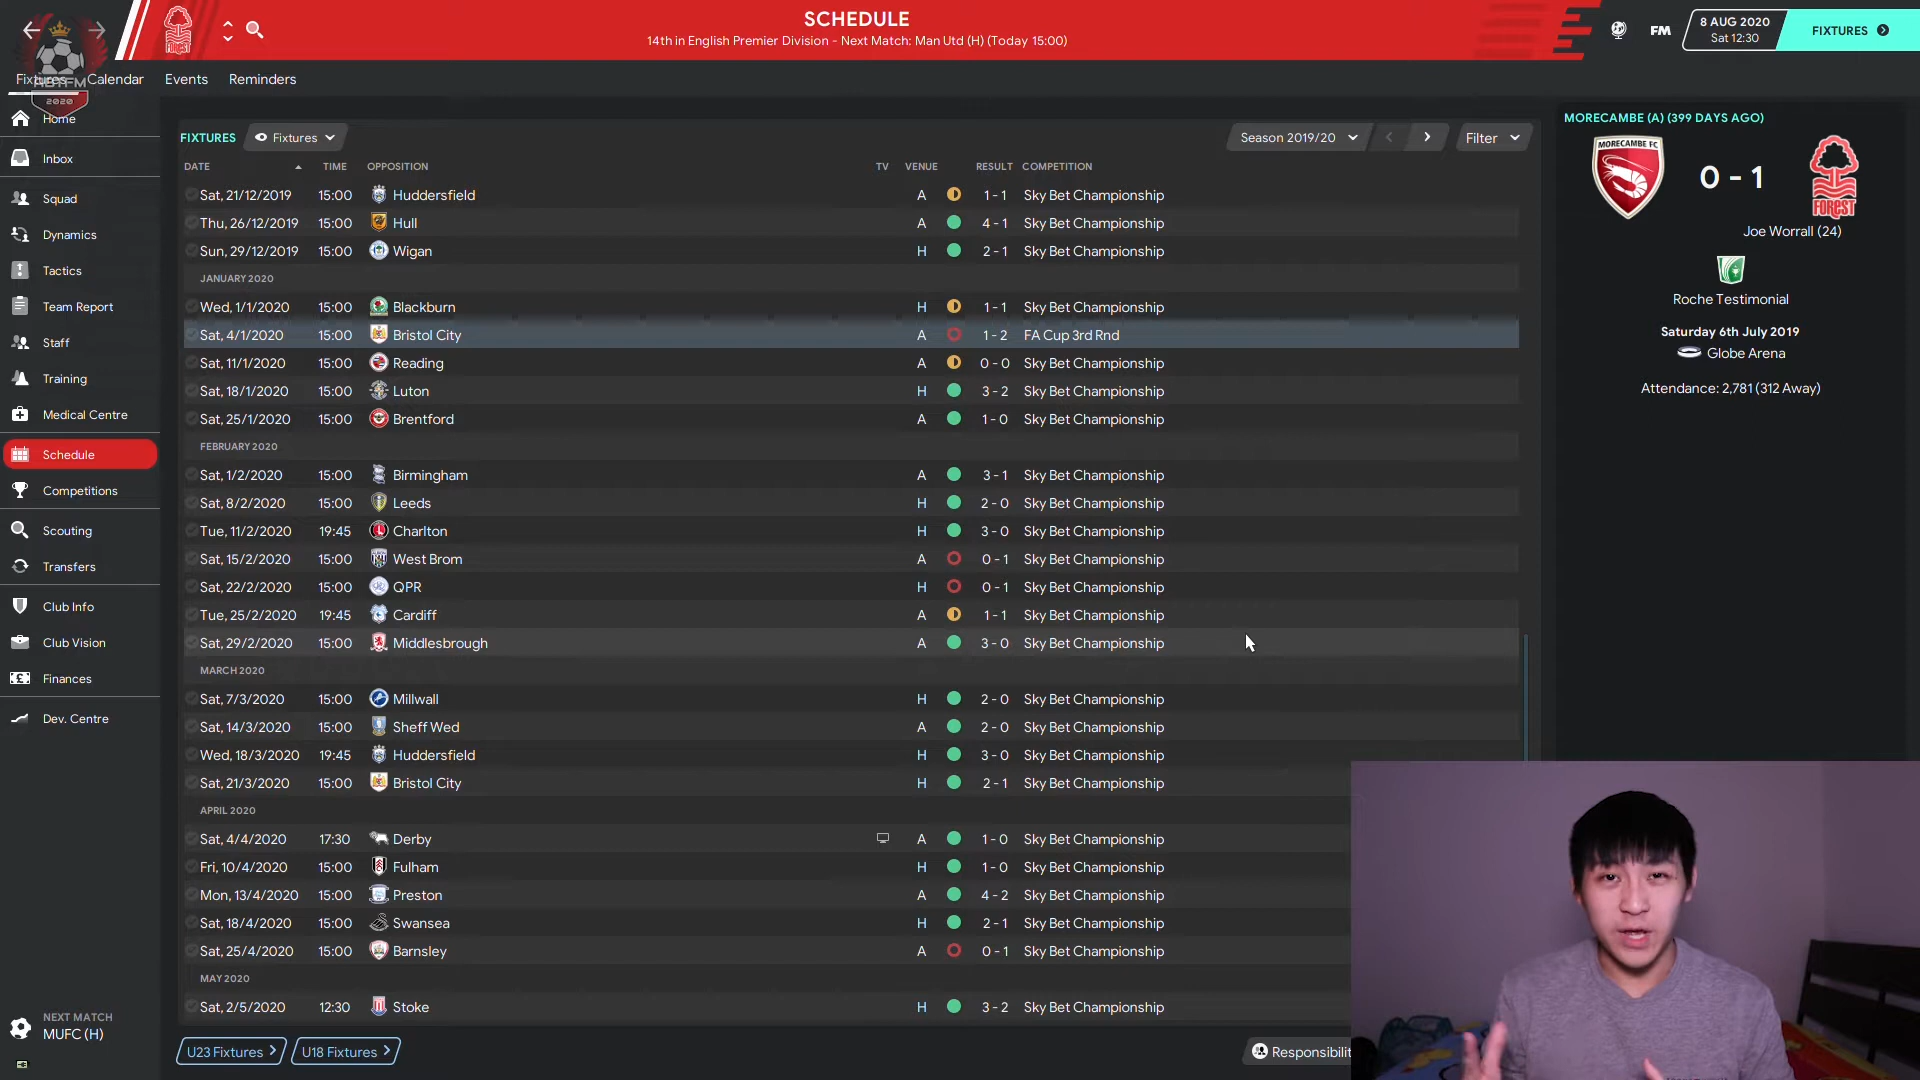 SCHEDULE
14th in English Premier Division - Next Match: Man Utd (H) (Today 15:00)
FOREST
FM
8 AUG 2020
Sat 12:30
FIXTURES
Fixtures Calendar Events Reminders
2020
Home
Inbox
Squad
Dynamics
Tactics
Team Report
Staff
Training
Medical Centre
Schedule
Competitions
Scouting
Transfers
Club Info
Club Vision
Finances
Dev. Centre
NEXT MATCH
MUFC (H)
FIXTURES Fixtures Season 2019/20 Filter
DATE TIME OPPOSITION TV VENUE RESULT COMPETITION
Sat, 21/12/2019 15:00 Huddersfield A 1 - 1 Sky Bet Championship
Thu, 26/12/2019 15:00 Hull A 4 - 1 Sky Bet Championship
Sun, 29/12/2019 15:00 Wigan H 2 - 1 Sky Bet Championship
JANUARY 2020
Wed, 1/1/2020 15:00 Blackburn H 1 - 1 Sky Bet Championship
Sat, 4/1/2020 15:00 Bristol City A 1 - 2 FA Cup 3rd Rnd
Sat, 11/1/2020 15:00 Reading A 0 - 0 Sky Bet Championship
Sat, 18/1/2020 15:00 Luton H 3 - 2 Sky Bet Championship
Sat, 25/1/2020 15:00 Brentford A 1 - 0 Sky Bet Championship
FEBRUARY 2020
Sat, 1/2/2020 15:00 Birmingham A 3 - 1 Sky Bet Championship
Sat, 8/2/2020 15:00 Leeds H 2 - 0 Sky Bet Championship
Tue, 11/2/2020 19:45 Charlton H 3 - 0 Sky Bet Championship
Sat, 15/2/2020 15:00 West Brom A 0 - 1 Sky Bet Championship
Sat, 22/2/2020 15:00 QPR H 0 - 1 Sky Bet Championship
Tue, 25/2/2020 19:45 Cardiff A 1 - 1 Sky Bet Championship
Sat, 29/2/2020 15:00 Middlesbrough A 3 - 0 Sky Bet Championship
MARCH 2020
Sat, 7/3/2020 15:00 Millwall H 2 - 0 Sky Bet Championship
Sat, 14/3/2020 15:00 Sheff Wed A 2 - 0 Sky Bet Championship
Wed, 18/3/2020 19:45 Huddersfield H 3 - 0 Sky Bet Championship
Sat, 21/3/2020 15:00 Bristol City H 2 - 1 Sky Bet Championship
APRIL 2020
Sat, 4/4/2020 17:30 Derby A 1 - 0 Sky Bet Championship
Fri, 10/4/2020 15:00 Fulham H 1 - 0 Sky Bet Championship
Mon, 13/4/2020 15:00 Preston A 4 - 2 Sky Bet Championship
Sat, 18/4/2020 15:00 Swansea H 2 - 1 Sky Bet Championship
Sat, 25/4/2020 15:00 Barnsley A 0 - 1 Sky Bet Championship
MAY 2020
Sat, 2/5/2020 12:30 Stoke H 3 - 2 Sky Bet Championship
U23 Fixtures U18 Fixtures Responsibilit
MORECAMBE (A) (399 DAYS AGO)
MORECAMBE FC
0 - 1
FOREST
Joe Worrall (24)
Roche Testimonial
Saturday 6th July 2019
Globe Arena
Attendance: 2,781 (312 Away)